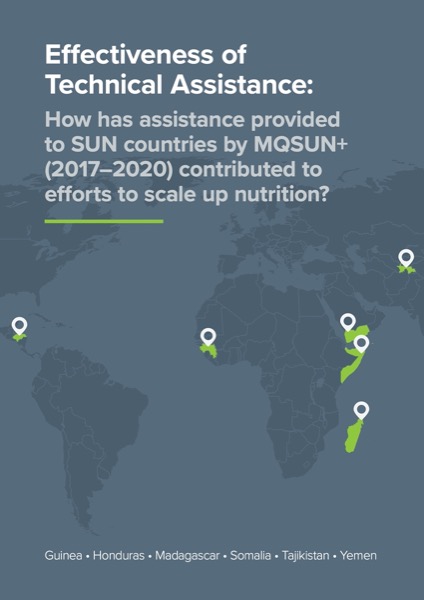 Effectiveness of
Technical Assistance:
How has assistance provided
to SUN countries by MQSUN+
(2017–2020) contributed to
efforts to scale up nutrition?
Guinea • Honduras • Madagascar • Somalia • Tajikistan • Yemen